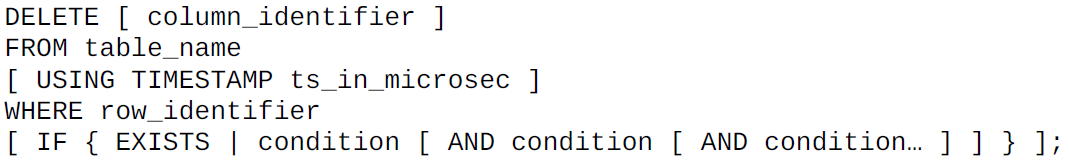 DELETE [ column_identifier ]
FROM table_name
[ USING TIMESTAMP ts_in_microsec ]
WHERE row_identifier
[ IF { EXISTS | condition [ AND condition [ AND condition… ] ] } ];